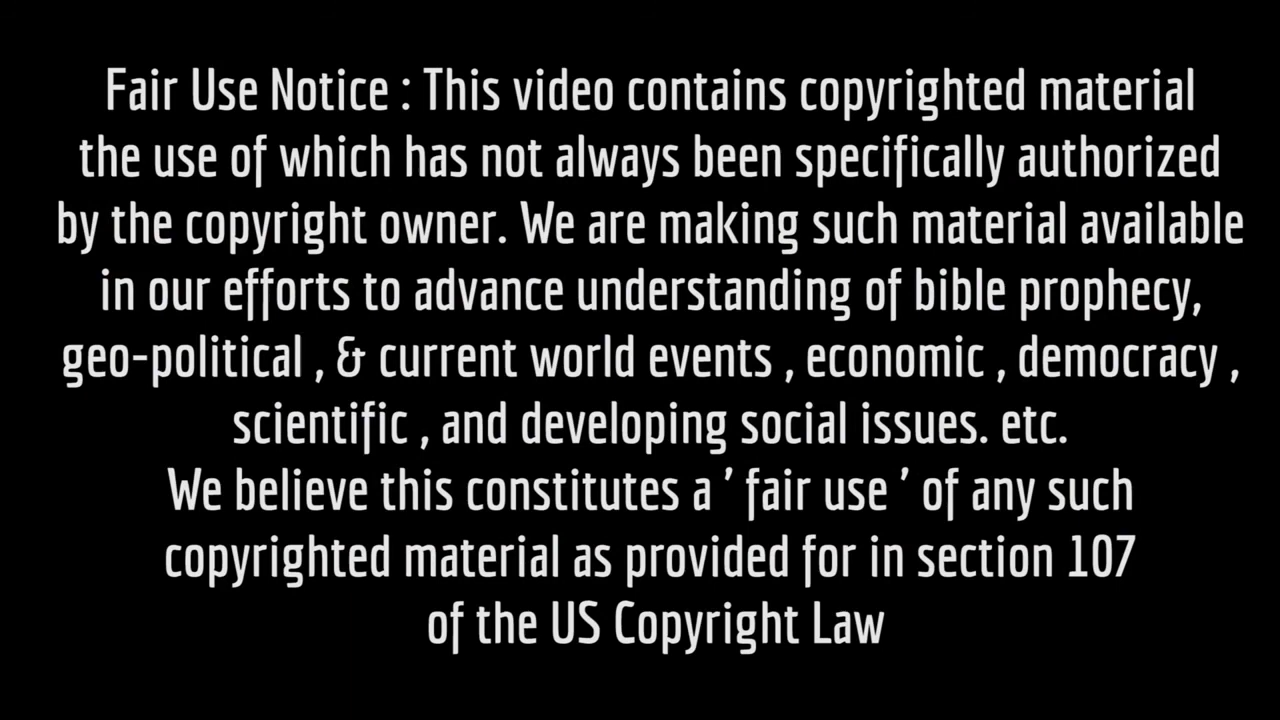 Fair Use Notice : This video contains copyrighted material
the use of which has not always been specifically authorized
by the copyright owner. We are making such material available
in our efforts to advance understanding of bible prophecy,
geo-political , & current world events , economic , democracy ,
scientific , and developing social issues. etc.
We believe this constitutes a ' fair use ' of any such
copyrighted material as provided for in section 107
of the US Copyright Law